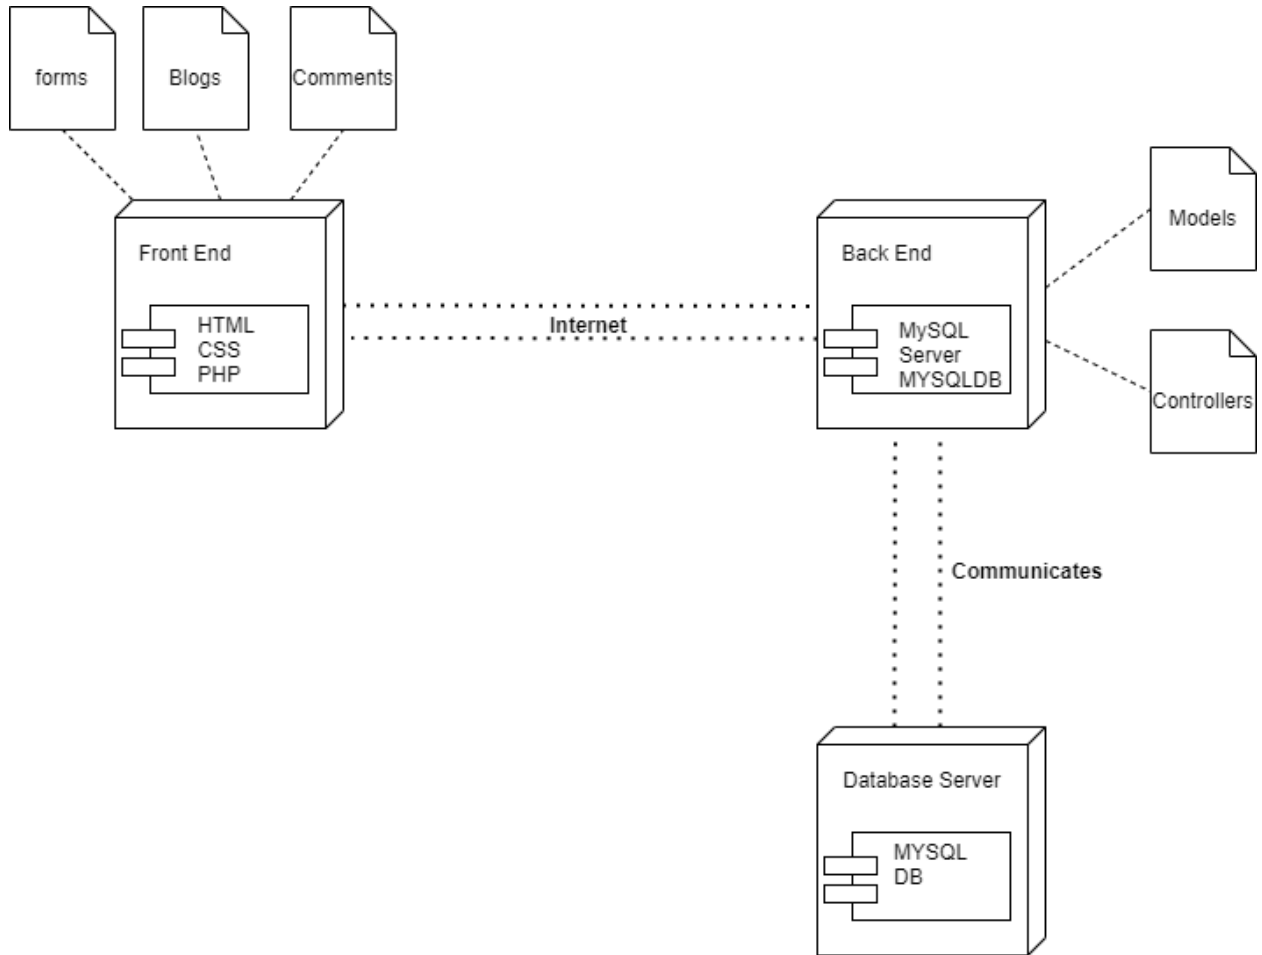 forms
Blogs
Comments
Models
Front End
Back End
HTML
CSS
PHP
Internet
MySQL
Server
MYSQLDB
Controllers
Communicates
Database Server
MYSQL
DB